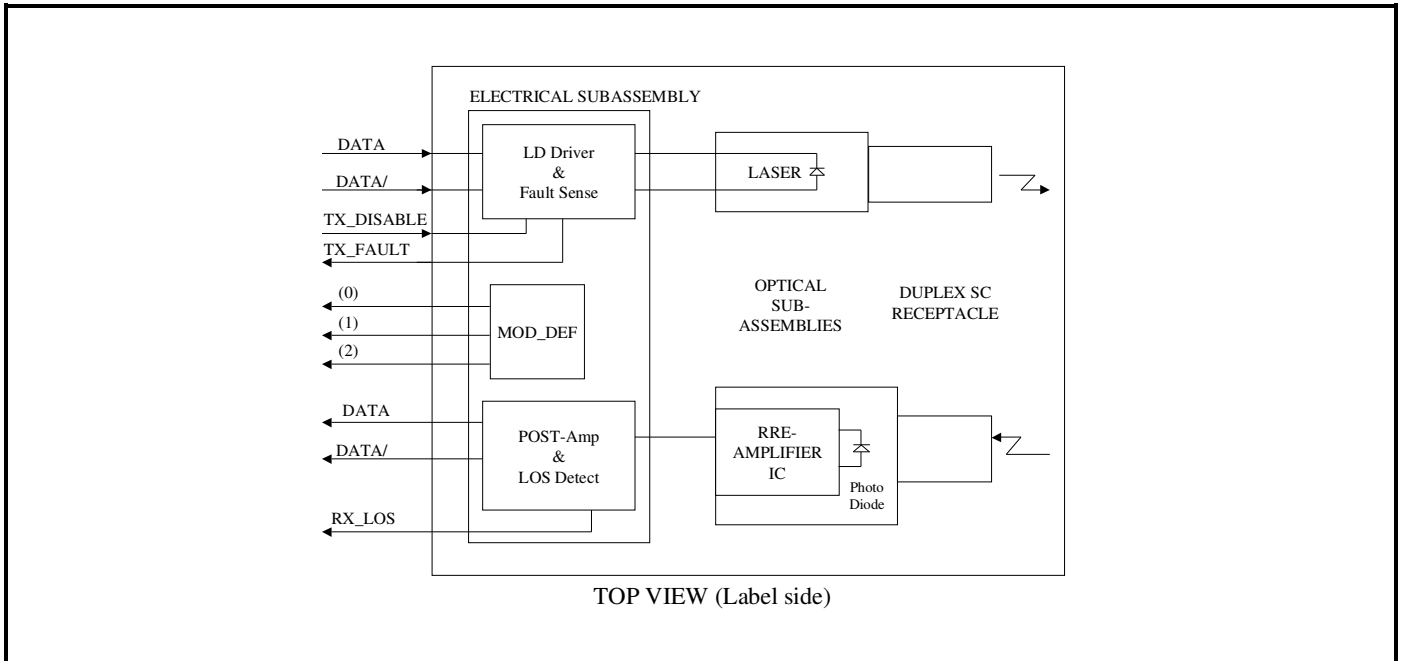 ELECTRICAL SUBASSEMBLY
DATA
DATA/
TX_DISABLE
TX_FAULT
LD Driver
&
Fault Sense
LASER
(0)
(1)
(2)
MOD_DEF
OPTICAL
SUB-
ASSEMBLIES
DUPLEX SC
RECEPTACLE
DATA
DATA/
RX_LOS
POST-Amp
&
LOS Detect
RRE-
AMPLIFIER
IC
Photo
Diode
TOP VIEW (Label side)